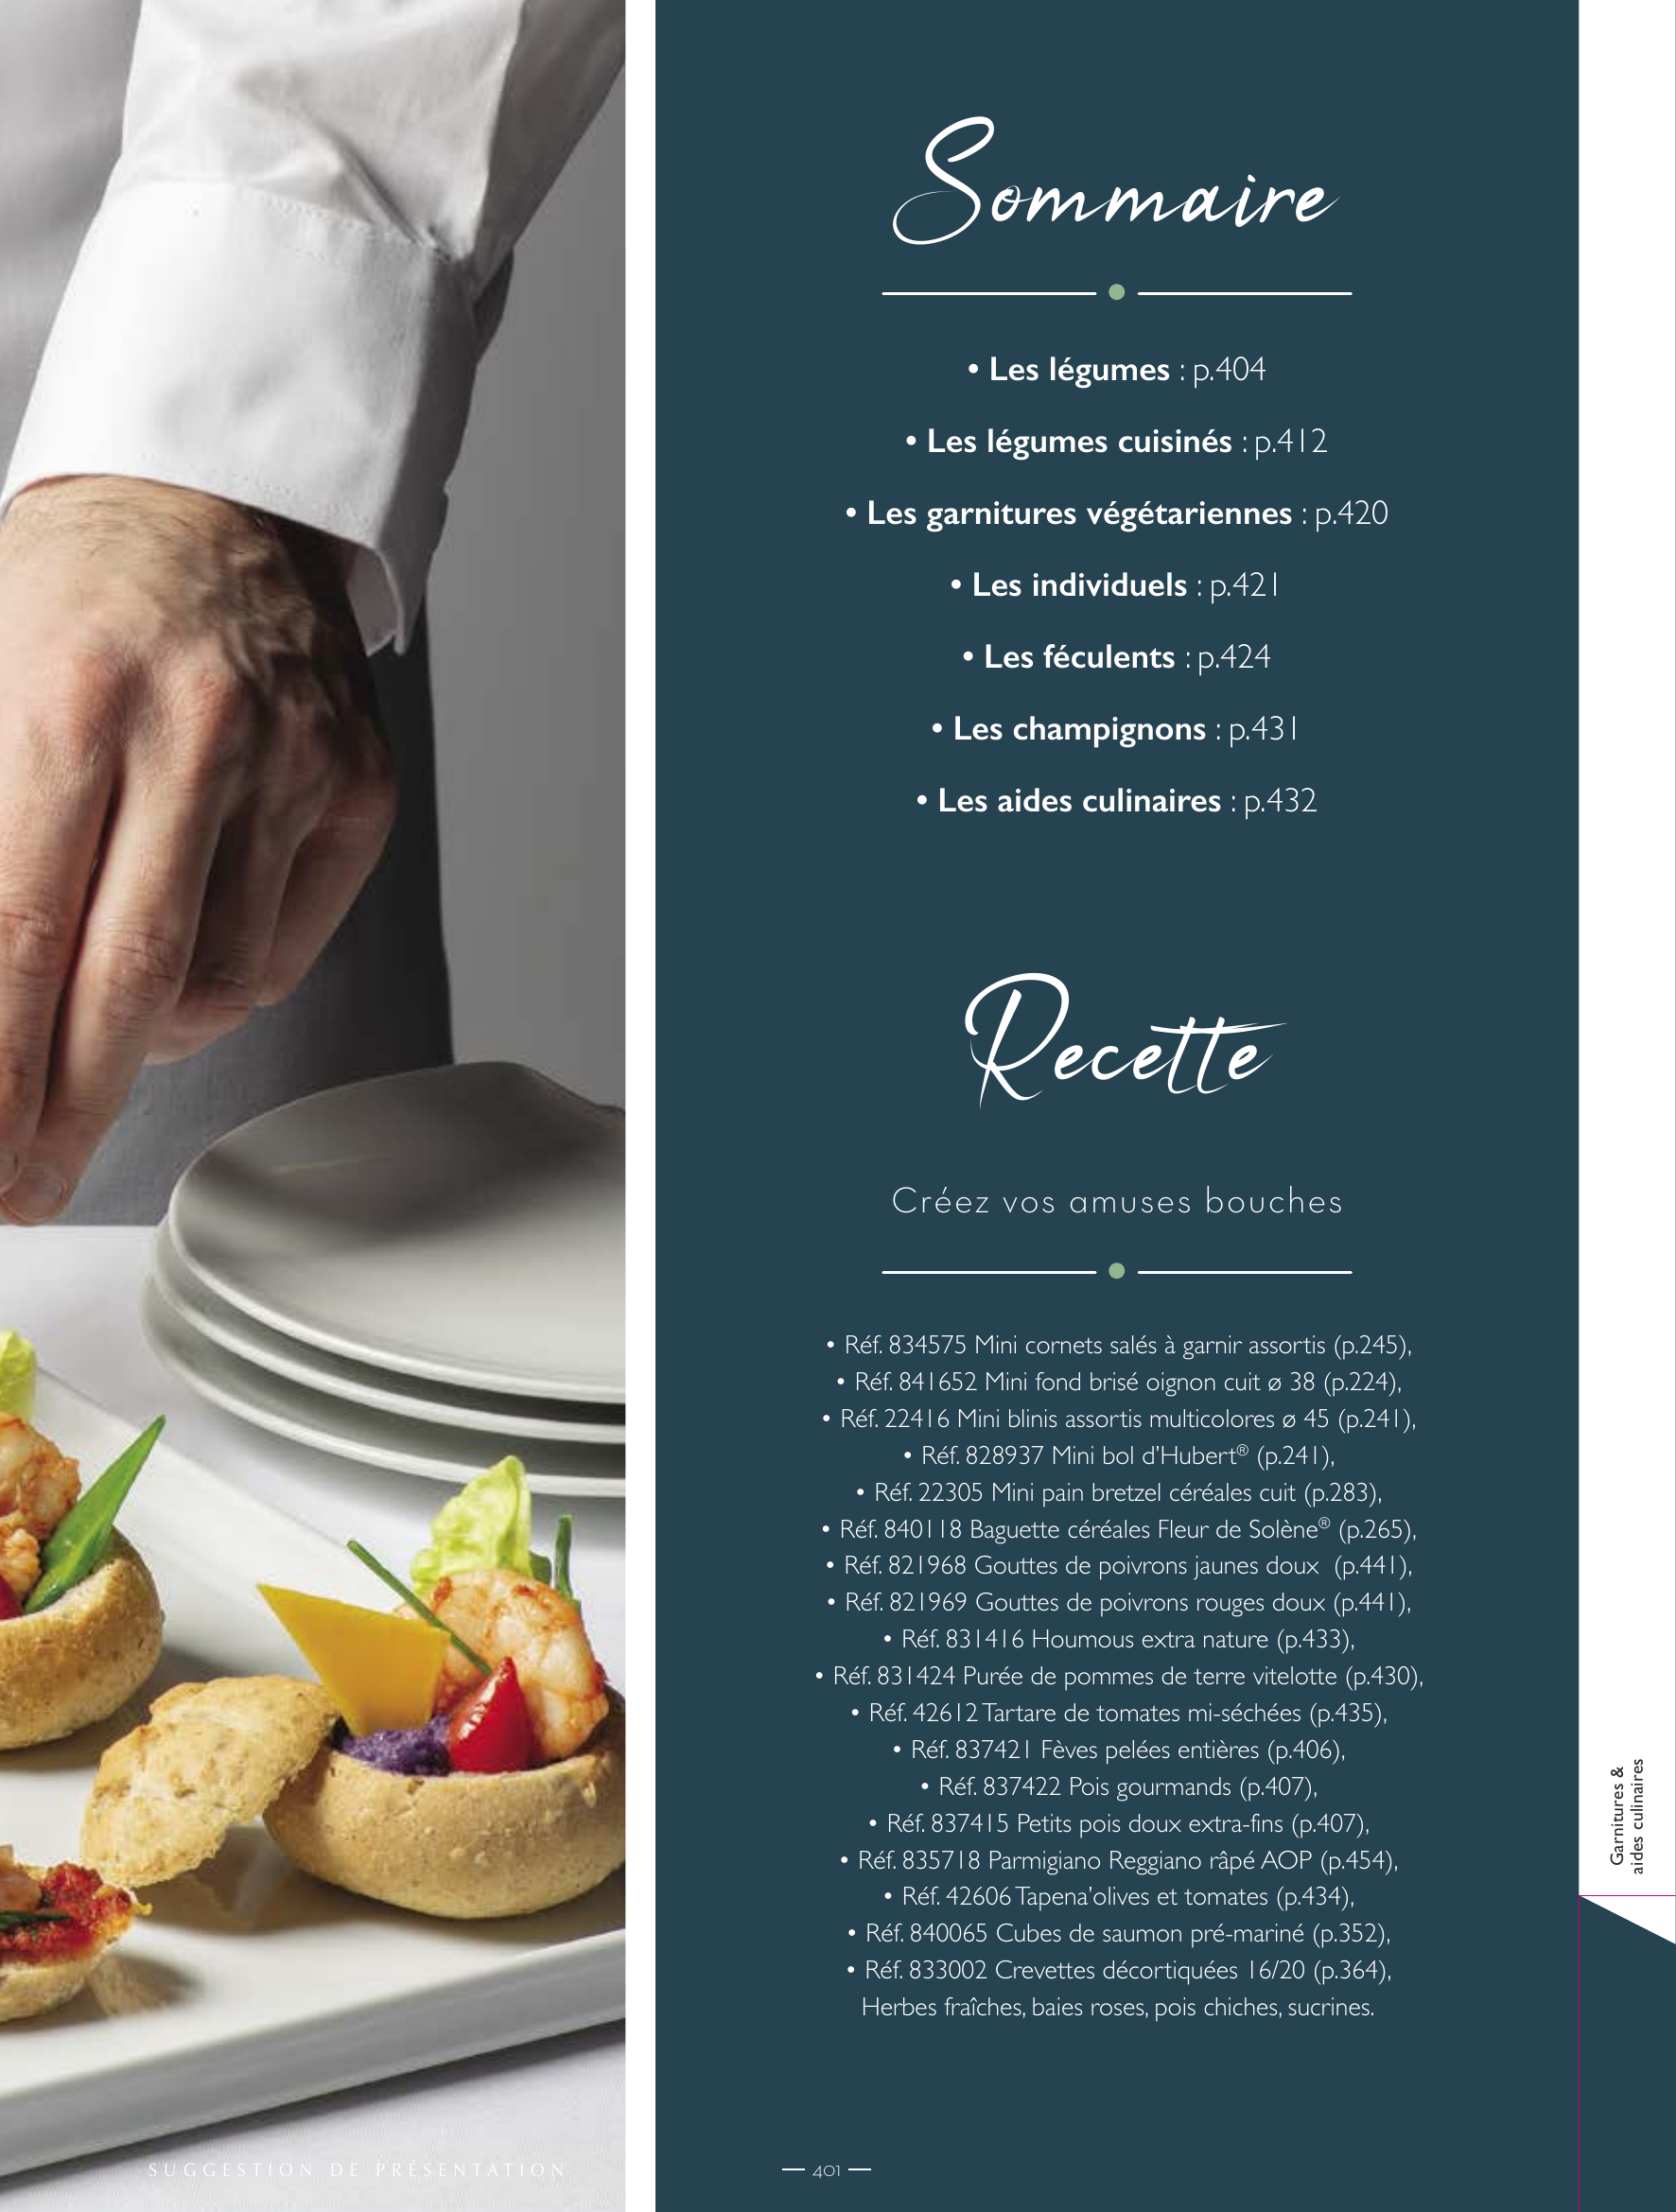 Sommaire
• Les légumes : p.404
• Les légumes cuisinés : p.412
• Les garnitures végétariennes : p.420
• Les individuels : p.421
• Les féculents : p.424
• Les champignons : p.431
• Les aides culinaires : p.432
Recette
Créez vos amuses bouches
• Réf. 834575 Mini cornets salés à garnir assortis (p.245),
• Réf. 841652 Mini fond brisé oignon cuit ø 38 (p.224),
• Réf. 22416 Mini blinis assortis multicolores ø 45 (p.241),
• Réf. 828937 Mini bol d’Hubert® (p.241),
• Réf. 22305 Mini pain bretzel céréales cuit (p.283),
• Réf. 840118 Baguette céréales Fleur de Solène® (p.265),
• Réf. 821968 Gouttes de poivrons jaunes doux (p.441),
• Réf. 821969 Gouttes de poivrons rouges doux (p.441),
• Réf. 831416 Houmous extra nature (p.433),
• Réf. 831424 Purée de pommes de terre vitelotte (p.430),
• Réf. 42612 Tartare de tomates mi-séchées (p.435),
• Réf. 837421 Fèves pelées entières (p.406),
• Réf. 837422 Pois gourmands (p.407),
• Réf. 837415 Petits pois doux extra-fins (p.407),
• Réf. 835718 Parmigiano Reggiano râpé AOP (p.454),
• Réf. 42606 Tapena’olives et tomates (p.434),
• Réf. 840065 Cubes de saumon pré-mariné (p.352),
• Réf. 833002 Crevettes décortiquées 16/20 (p.364),
Herbes fraîches, baies roses, pois chiches, sucrines.
Garnitures &
aides culinaires
SUGGESTION DE PRÉSENTATION
401